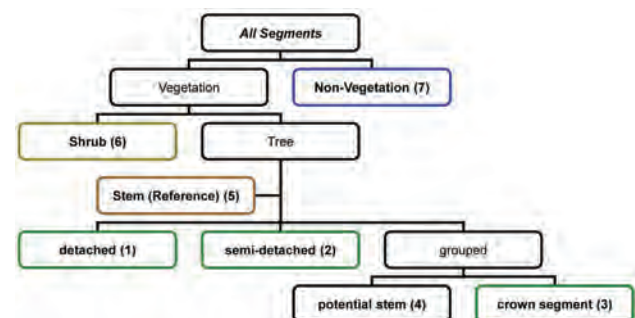 All Segments
Vegetation
Non-Vegetation (7)
Shrub (6)
Tree
Stem (Reference) (5)
detached (1)
semi-detached (2)
grouped
potential stem (4)
crown segment (3)